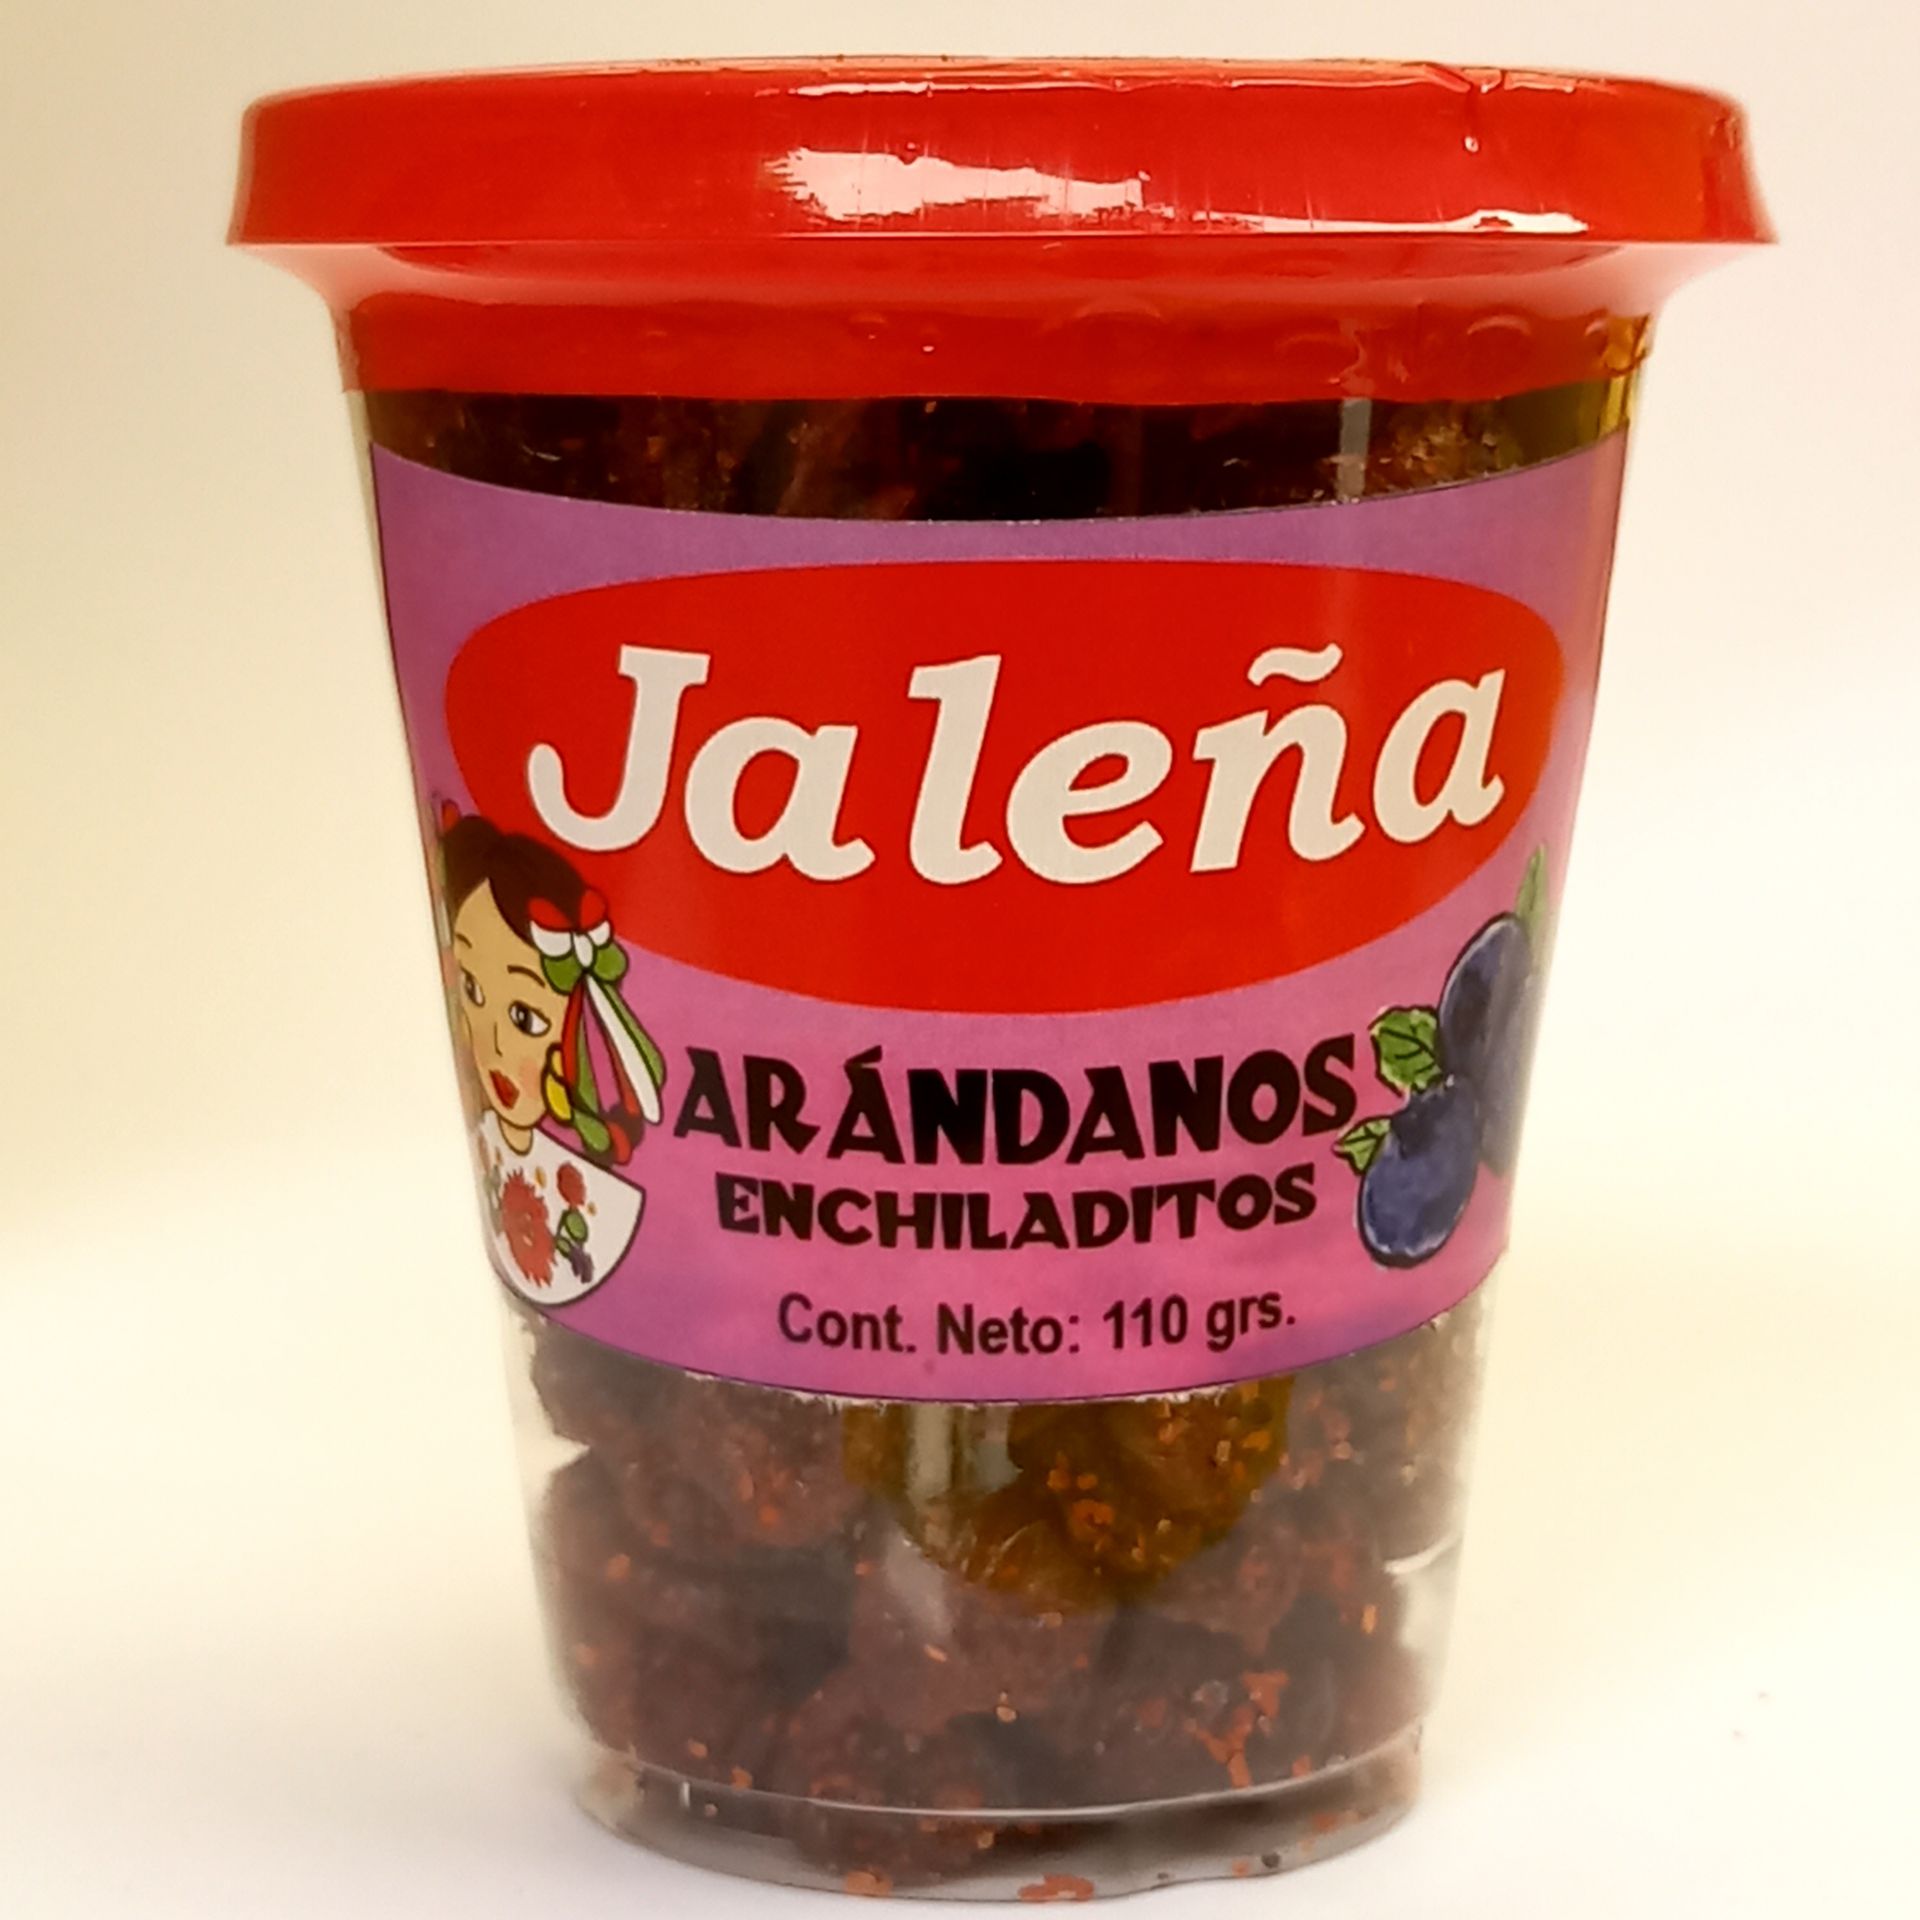 Jaleña
ARÁNDANOS
ENCHILADITOS
Cont. Neto: 110 grs.